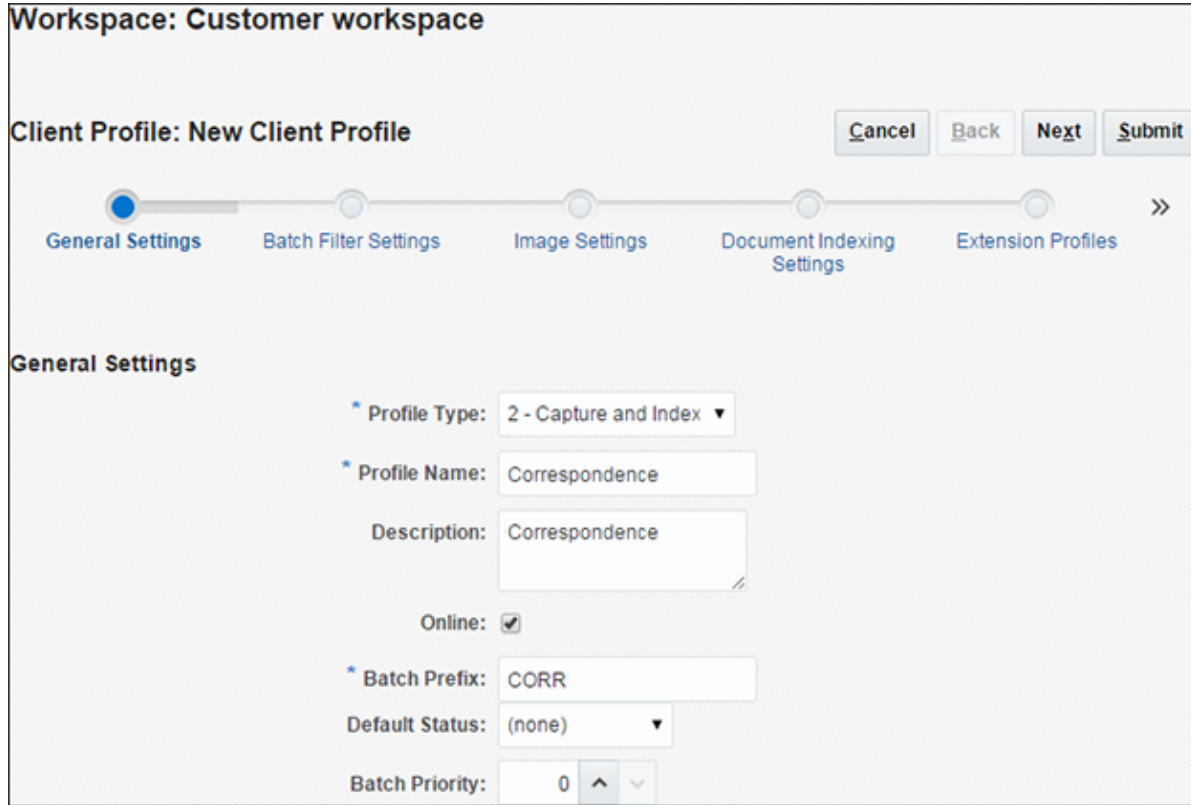 Workspace: Customer workspace
Client Profile: New Client Profile
Cancel Back Next Submit
General Settings Batch Filter Settings Image Settings Document Indexing Settings Extension Profiles »
General Settings
* Profile Type: 2 - Capture and Index
* Profile Name: Correspondence
Description: Correspondence
Online:
* Batch Prefix: CORR
Default Status: (none)
Batch Priority: 0